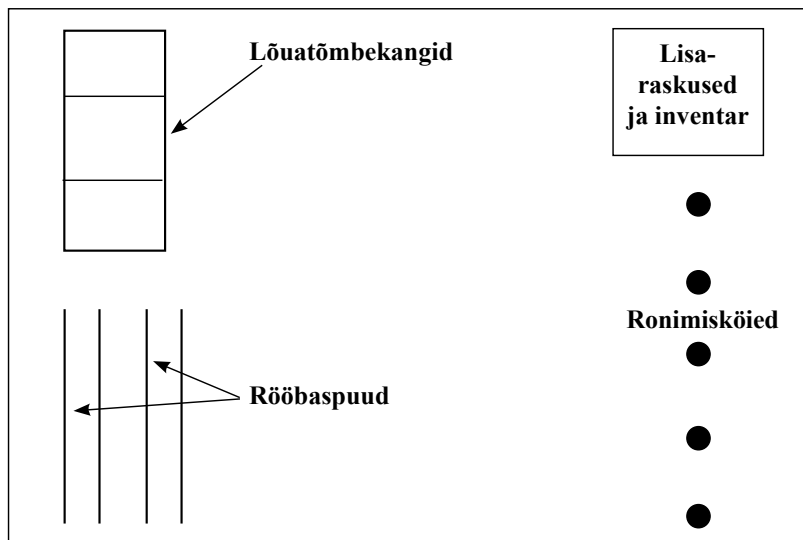 Lõuatõmbekangid
Lisa-
raskused
ja inventar
Ronimisköied
Rööbaspuud